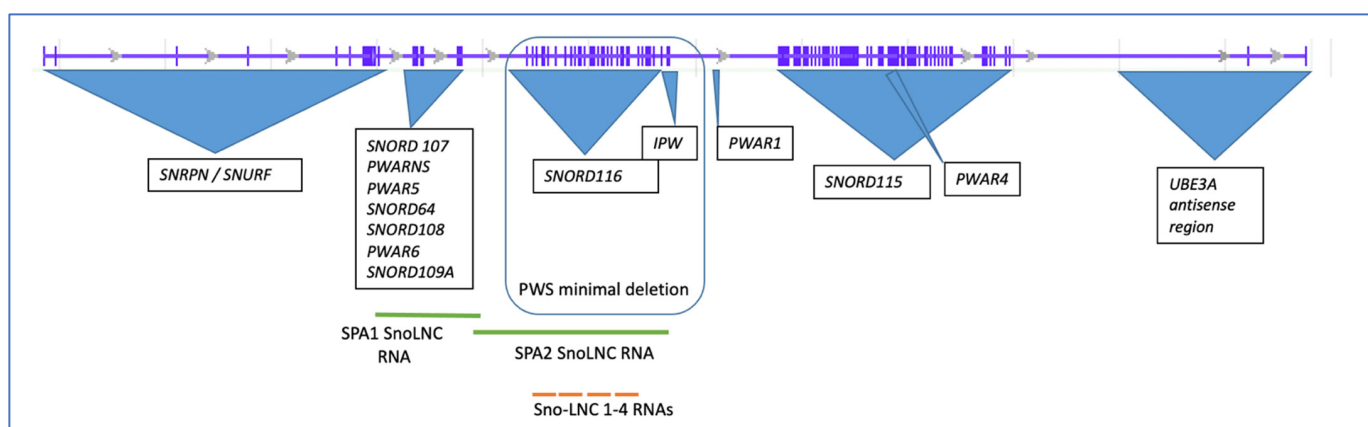 SNRPN / SNURF
SNORD 107
PWARNS
PWAR5
SNORD64
SNORD108
PWAR6
SNORD109A
SNORD116
IPW
PWAR1
SNORD115
PWAR4
UBE3A
antisense
region
PWS minimal deletion
SPA1 SnoLNC
RNA
SPA2 SnoLNC RNA
Sno-LNC 1-4 RNAs